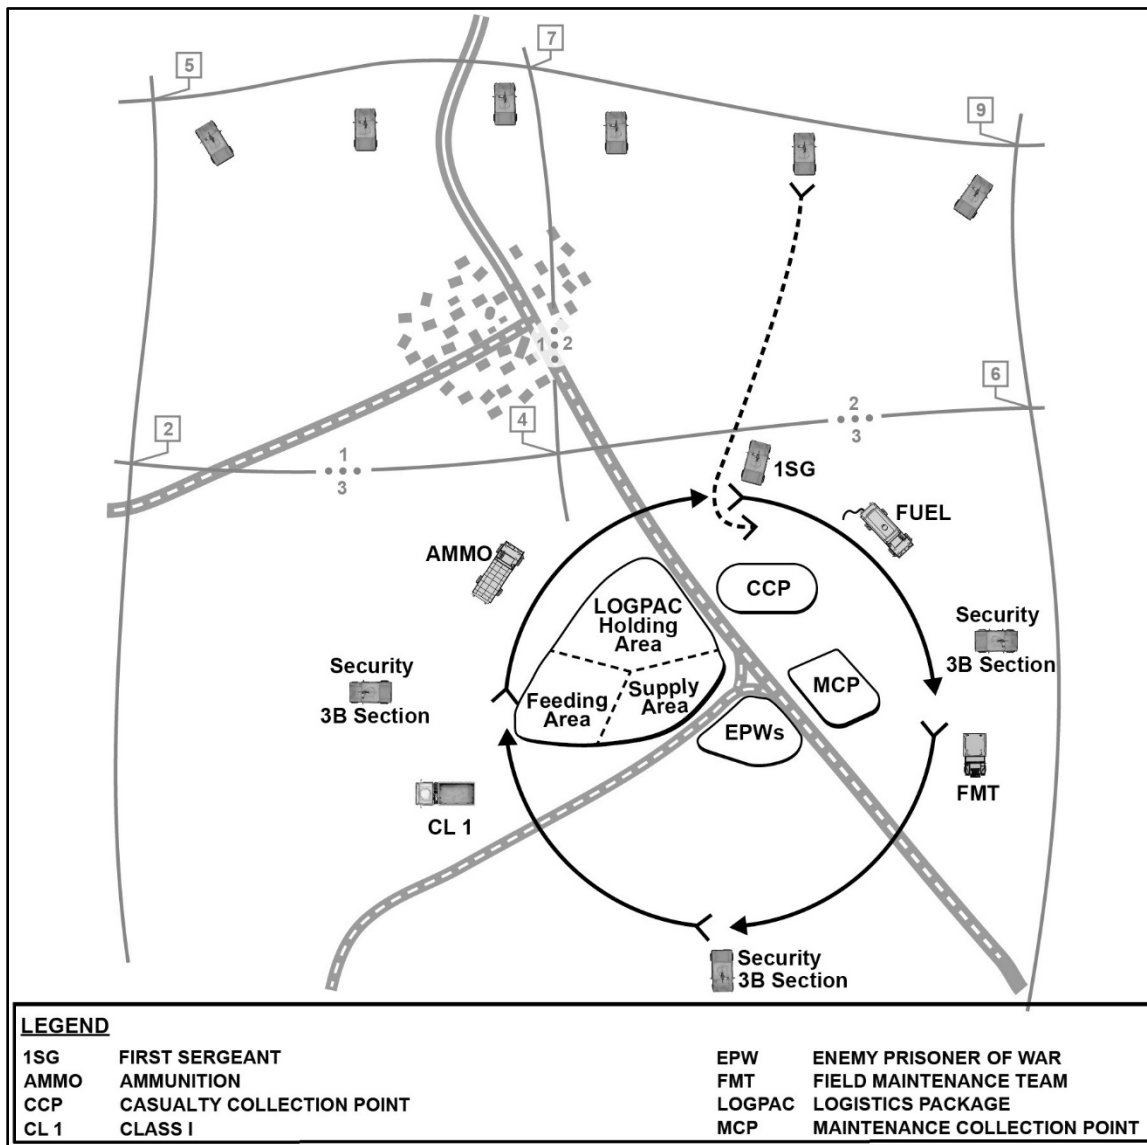 5
7
9
1
2
2
4
6
1
3
2
3
1SG
FUEL
AMMO
CCP
LOGPAC
Holding
Area
Security
3B Section
Security
3B Section
MCP
Feeding
Area
Supply
Area
EPWs
FMT
CL 1
Security
3B Section
LEGEND
1SG FIRST SERGEANT
AMMO AMMUNITION
CCP CASUALTY COLLECTION POINT
CL 1 CLASS I
EPW ENEMY PRISONER OF WAR
FMT FIELD MAINTENANCE TEAM
LOGPAC LOGISTICS PACKAGE
MCP MAINTENANCE COLLECTION POINT